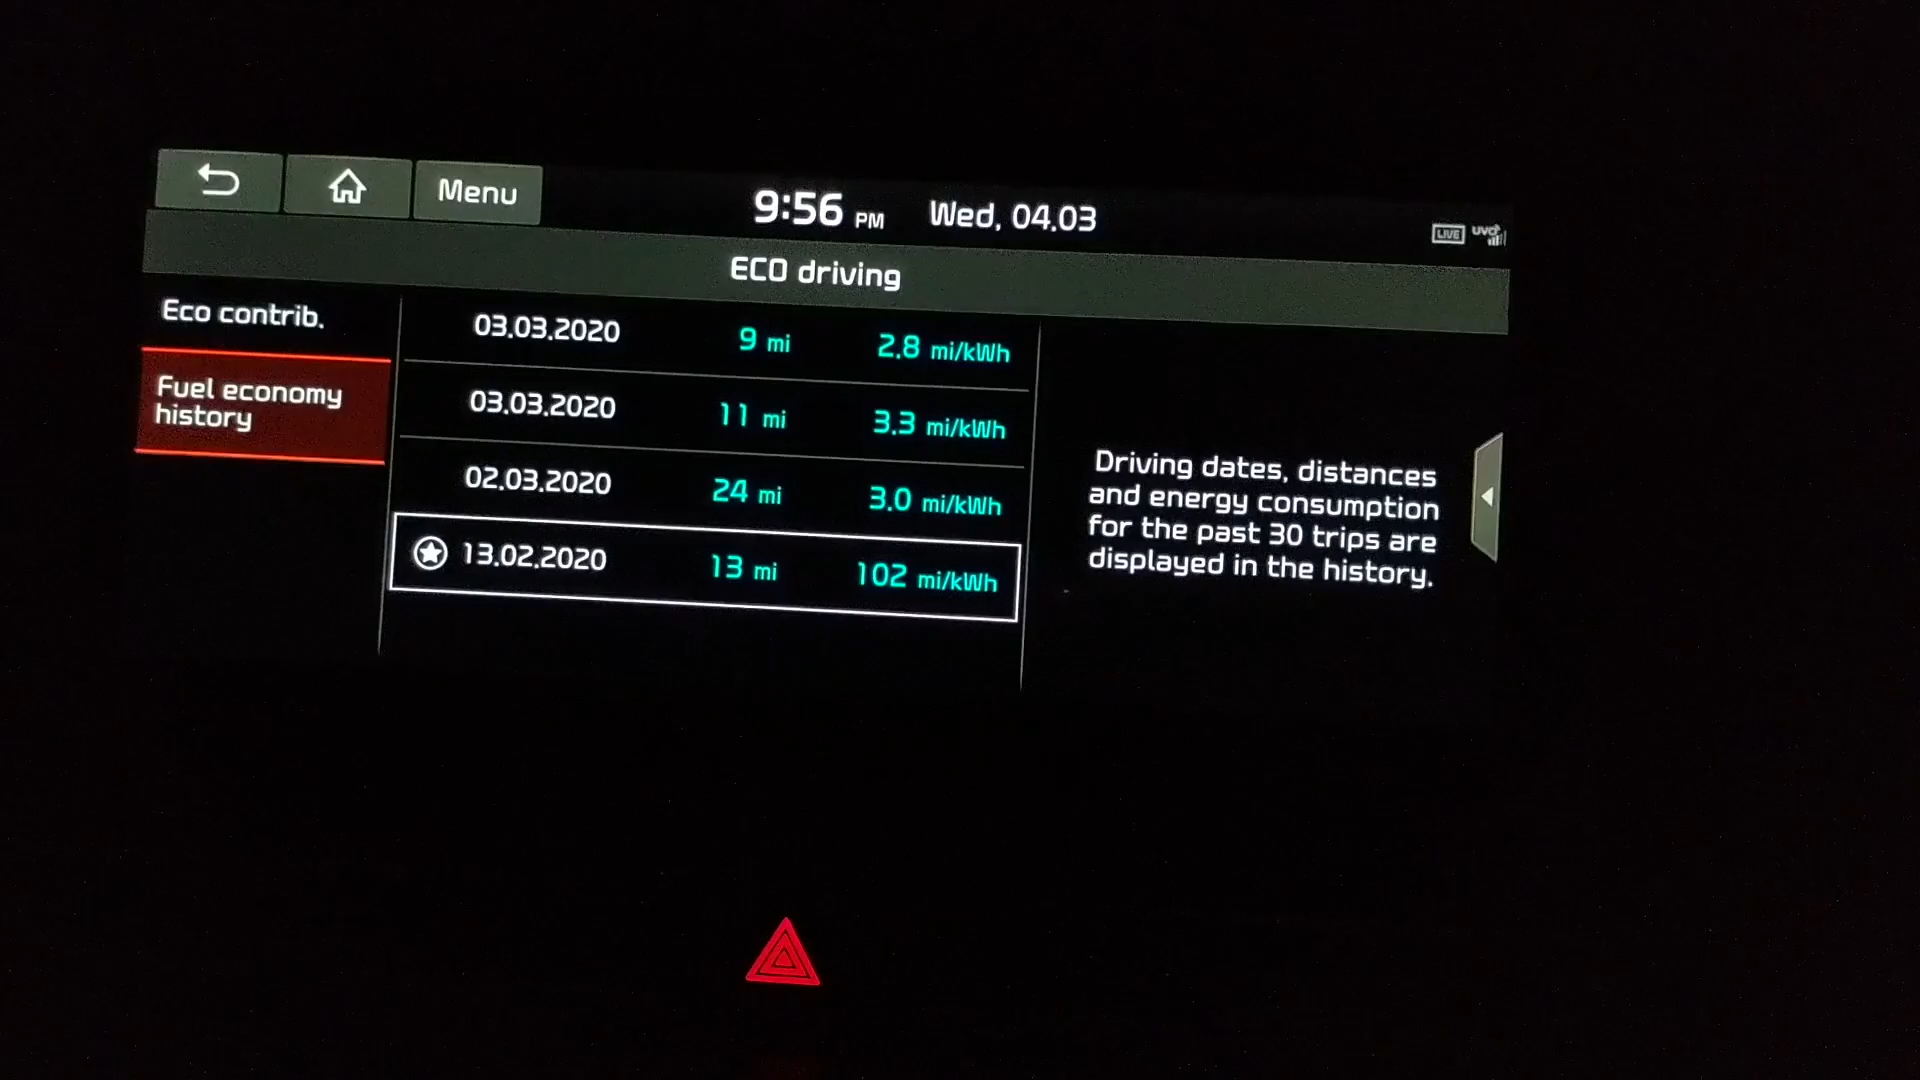 Menu
9:56 PM Wed, 04.03
LIVE UVO
ECO driving
Eco contrib.
Fuel economy
history
03.03.2020 9 mi 2.8 mi/kWh
03.03.2020 11 mi 3.3 mi/kWh
02.03.2020 24 mi 3.0 mi/kWh
13.02.2020 13 mi 102 mi/kWh
Driving dates, distances
and energy consumption
for the past 30 trips are
displayed in the history.